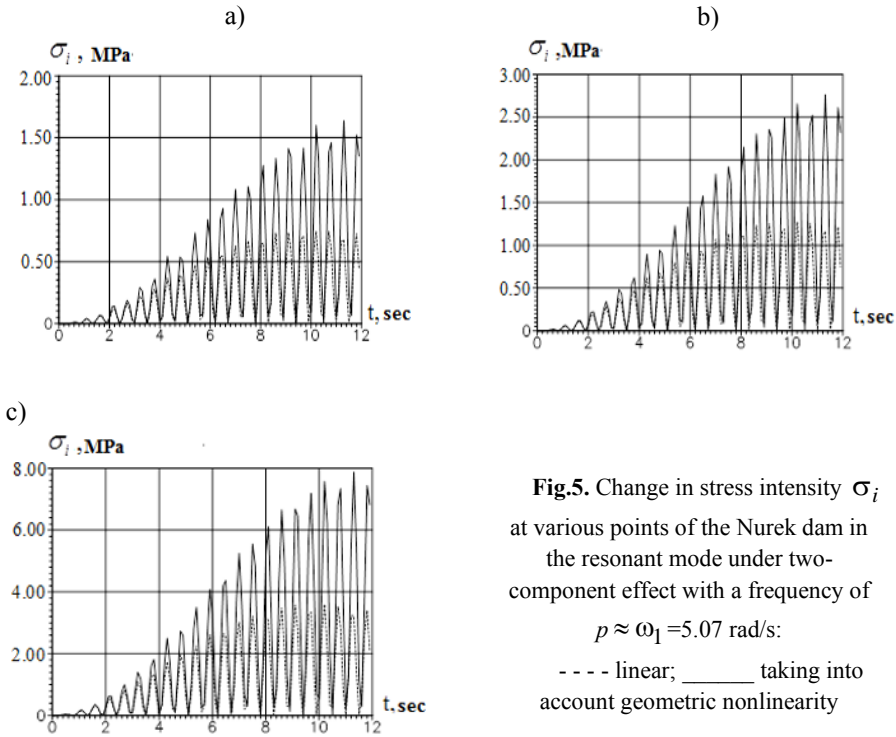 a)
σi , MPa
2.00
1.50
1.00
0.50
0
0 2 4 6 8 10 12
t, sec
b)
σi ,MPa
3.00
2.50
2.00
1.50
1.00
0.50
0
0 2 4 6 8 10 12
t, sec
c)
σi ,MPa
8.00
6.00
4.00
2.00
0
0 2 4 6 8 10 12
t, sec
Fig.5. Change in stress intensity σi
at various points of the Nurek dam in
the resonant mode under two-
component effect with a frequency of
p ≈ ω1 =5.07 rad/s:
- - - - linear; ______ taking into
account geometric nonlinearity